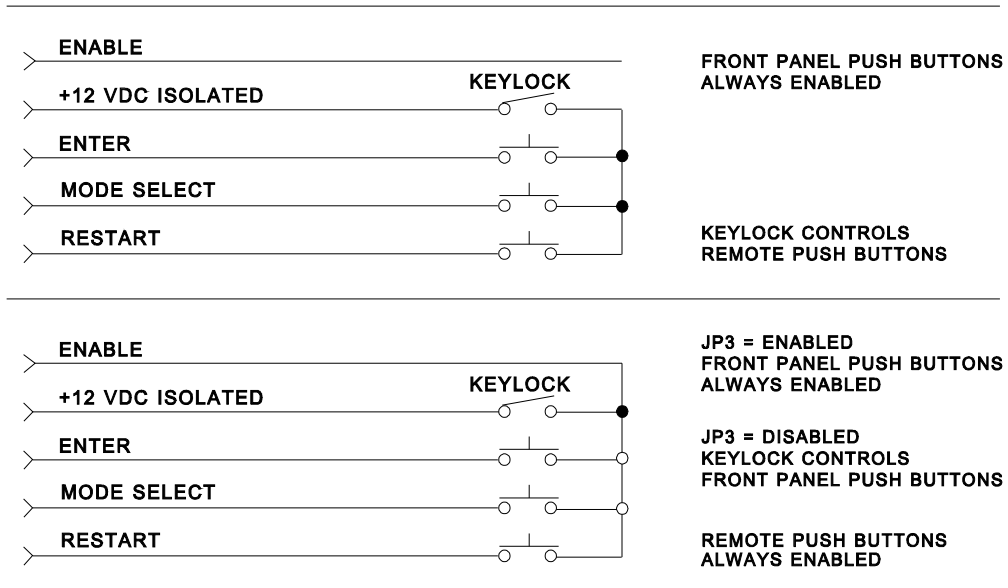 ENABLE
FRONT PANEL PUSH BUTTONS
ALWAYS ENABLED
+12 VDC ISOLATED
KEYLOCK
ENTER
MODE SELECT
RESTART
KEYLOCK CONTROLS
REMOTE PUSH BUTTONS
ENABLE
JP3 = ENABLED
FRONT PANEL PUSH BUTTONS
ALWAYS ENABLED
+12 VDC ISOLATED
KEYLOCK
ENTER
JP3 = DISABLED
KEYLOCK CONTROLS
FRONT PANEL PUSH BUTTONS
MODE SELECT
RESTART
REMOTE PUSH BUTTONS
ALWAYS ENABLED